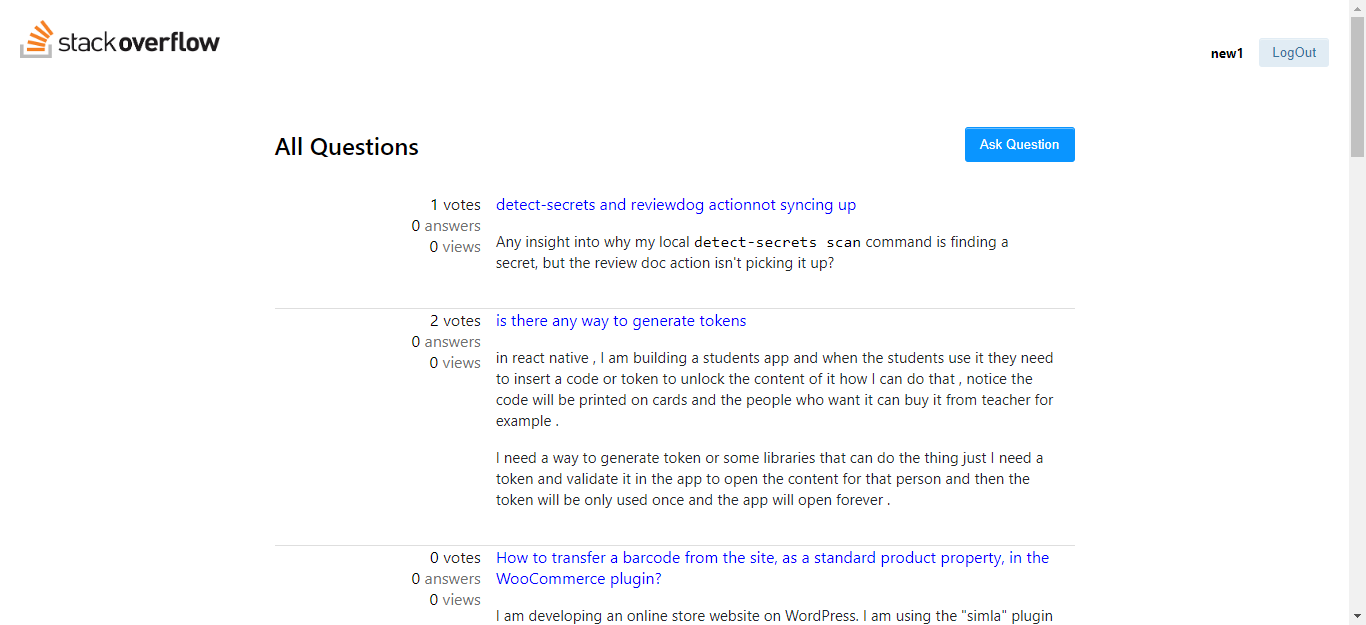 stackoverflow
new1
LogOut
All Questions
Ask Question
1 votes
0 answers
0 views
detect-secrets and reviewdog actionnot syncing up
Any insight into why my local detect-secrets scan command is finding a
secret, but the review doc action isn't picking it up?
2 votes
0 answers
0 views
is there any way to generate tokens
in react native , I am building a students app and when the students use it they need
to insert a code or token to unlock the content of it how I can do that , notice the
code will be printed on cards and the people who want it can buy it from teacher for
example .
I need a way to generate token or some libraries that can do the thing just I need a
token and validate it in the app to open the content for that person and then the
token will be only used once and the app will open forever .
0 votes
0 answers
0 views
How to transfer a barcode from the site, as a standard product property, in the
WooCommerce plugin?
I am developing an online store website on WordPress. I am using the "simla" plugin